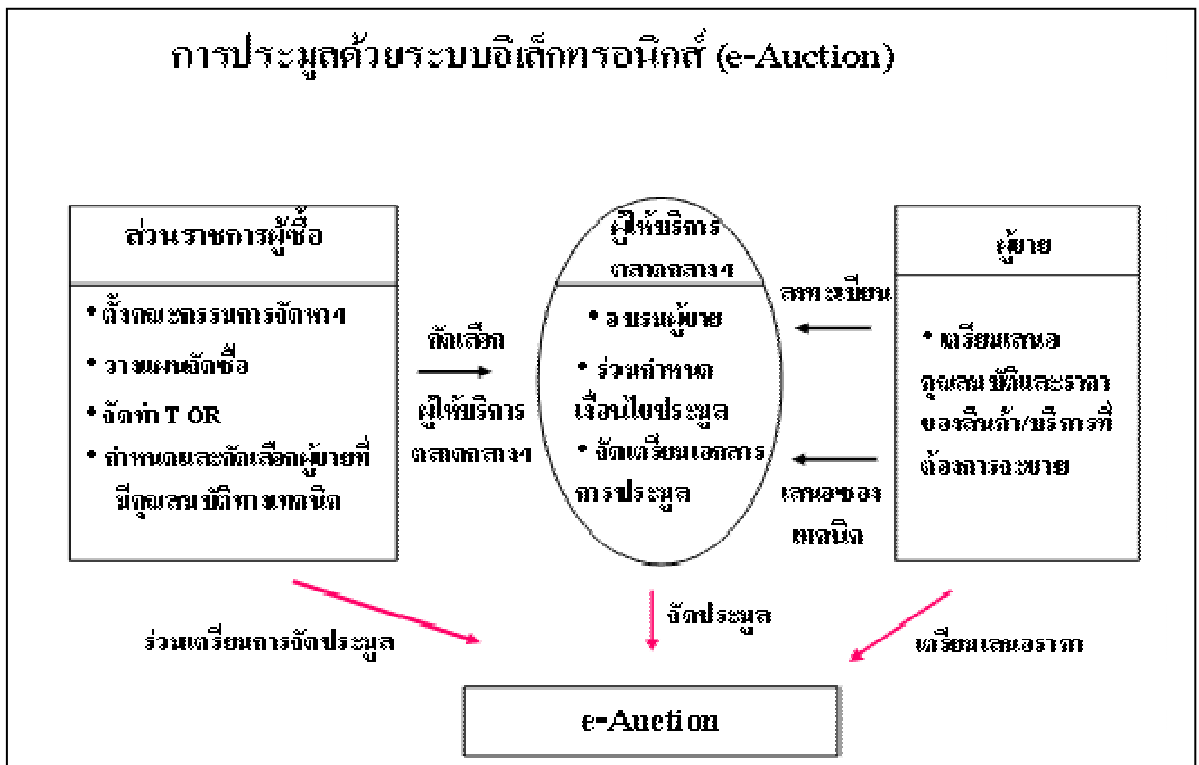 การประมูลด้วยระบบอิเล็กทรอนิกส์ (e-Auction)
ส่วนราชการผู้ซื้อ
• ตั้งคณะกรรมการจัดหาฯ
• วางแผนจัดซื้อ
• จัดทำ T OR
• กำหนดและคัดเลือกผู้ขายที่
มีคุณสมบัติทางเทคนิค
คัดเลือก
ผู้ให้บริการ
ตลาดกลางฯ
ผู้ให้บริการ
ตลาดกลางฯ
• อบรมผู้ขาย
• ร่วมกำหนด
เงื่อนไขประมูล
• จัดเตรียมเอกสาร
การประมูล
ลงทะเบียน
เสนอซอง
เทคนิค
ผู้ขาย
• เตรียมเสนอ
คุณสมบัติและราคา
ของสินค้า/บริการที่
ต้องการจะขาย
ร่วมเตรียมการจัดประมูล
จัดประมูล
เตรียมเสนอราคา
e-Auction